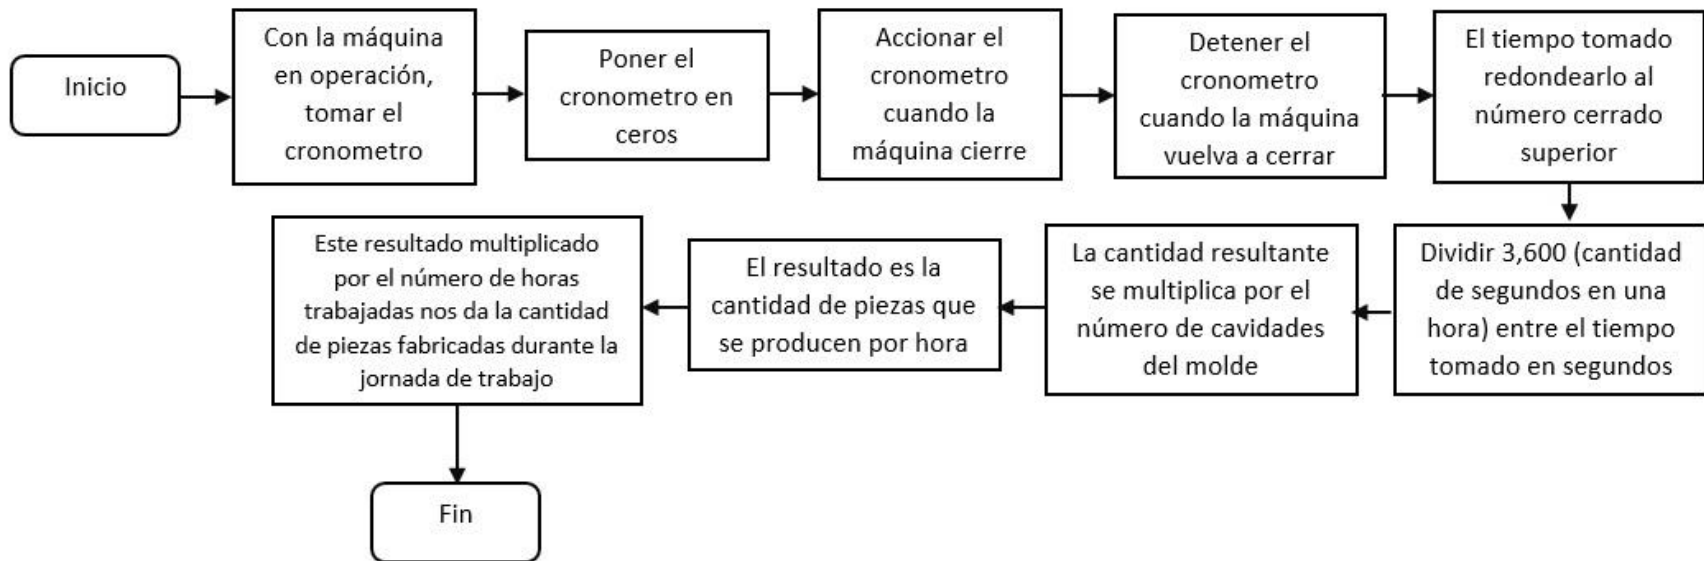 Inicio
Con la máquina
en operación,
tomar el
cronometro
Poner el
cronometro en
ceros
Accionar el
cronometro
cuando la
máquina cierre
Detener el
cronometro
cuando la máquina
vuelva a cerrar
El tiempo tomado
redondearlo al
número cerrado
superior
Dividir 3,600 (cantidad
de segundos en una
hora) entre el tiempo
tomado en segundos
La cantidad resultante
se multiplica por el
número de cavidades
del molde
El resultado es la
cantidad de piezas que
se producen por hora
Este resultado multiplicado
por el número de horas
trabajadas nos da la cantidad
de piezas fabricadas durante la
jornada de trabajo
Fin